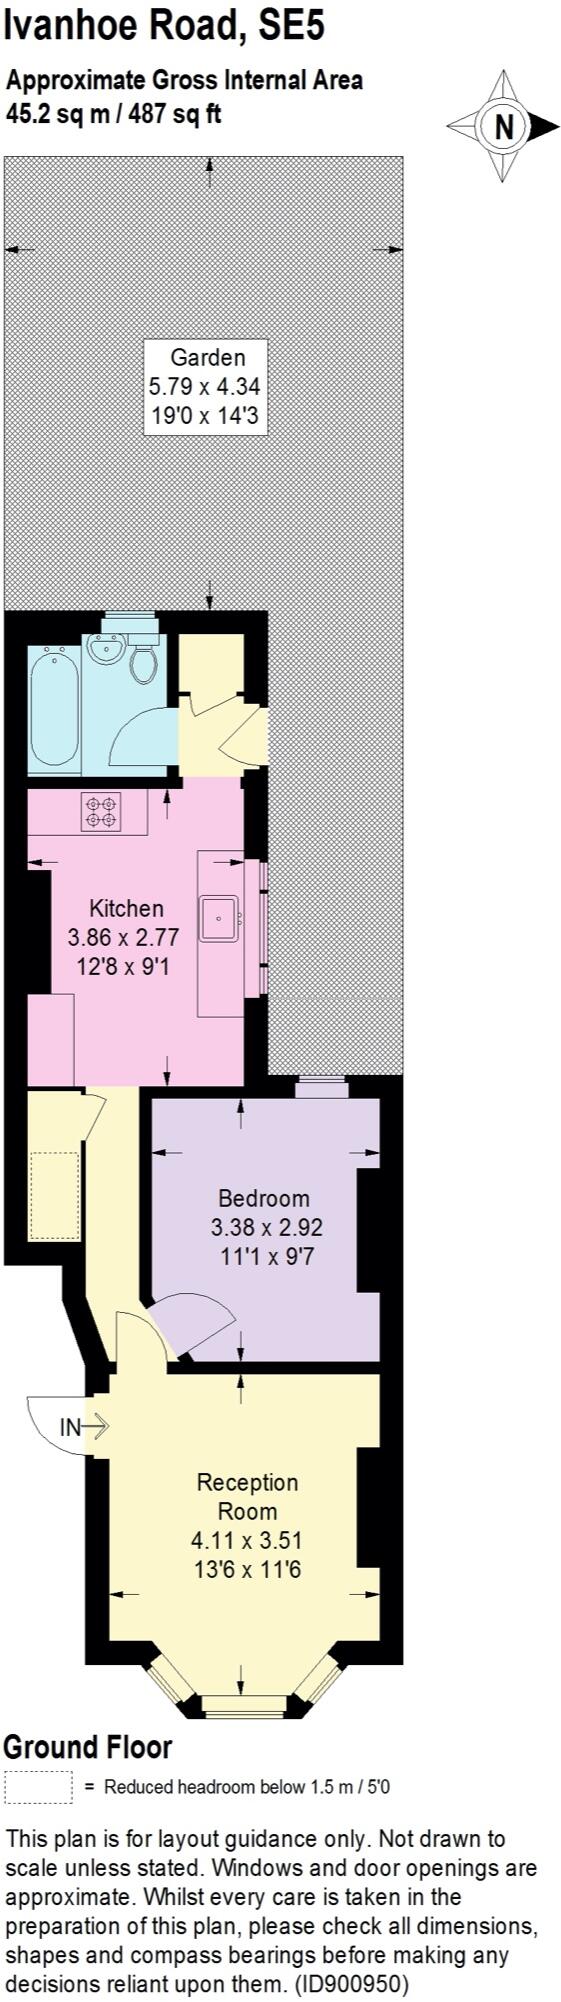 Ivanhoe Road, SE5
Approximate Gross Internal Area
45.2 sq m / 487 sq ft
N
Garden
5.79 x 4.34
19'0 x 14'3
Kitchen
3.86 x 2.77
12'8 x 9'1
Bedroom
3.38 x 2.92
11'1 x 9'7
IN
Reception
Room
4.11 x 3.51
13'6 x 11'6
Ground Floor
= Reduced headroom below 1.5 m / 5'0
This plan is for layout guidance only. Not drawn to
scale unless stated. Windows and door openings are
approximate. Whilst every care is taken in the
preparation of this plan, please check all dimensions,
shapes and compass bearings before making any
decisions reliant upon them. (ID900950)